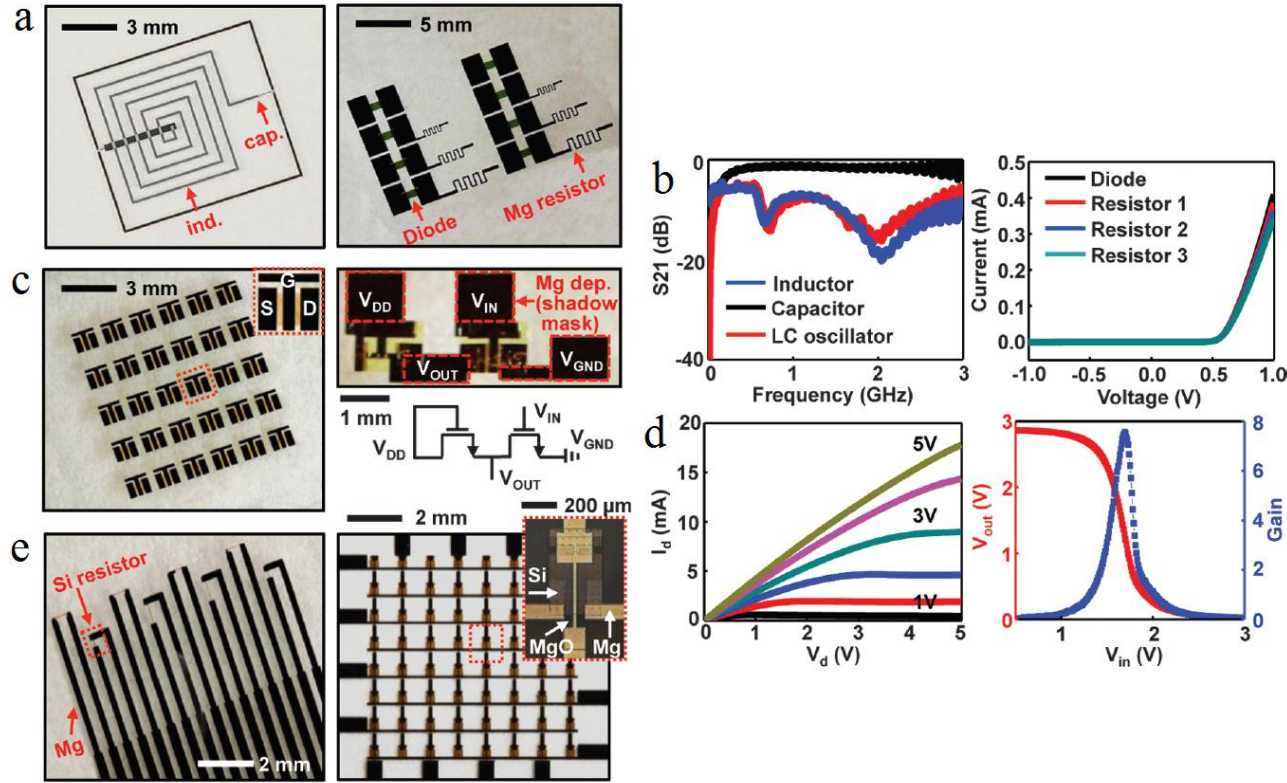 a
3 mm
cap.
ind.
5 mm
Diode
Mg resistor
b
0
-20
-40
S21 (dB)
Inductor
Capacitor
LC oscillator
0
1
2
3
Frequency (GHz)
0.5
0.4
0.3
0.2
0.1
0.0
Current (mA)
Diode
Resistor 1
Resistor 2
Resistor 3
-1.0
-0.5
0.0
0.5
1.0
Voltage (V)
c
3 mm
G
S
D
VDD
VIN
Mg dep.
(shadow
mask)
VOUT
VGND
1 mm
VIN
VDD
VGND
VOUT
d
20
15
10
5
0
Id (mA)
5V
3V
1V
0
1
2
3
4
5
Vd (V)
3
2
1
0
Vout (V)
8
6
4
2
0
Gain
1
2
3
Vin (V)
e
Si resistor
Mg
2 mm
2 mm
200 µm
Si
MgO
Mg